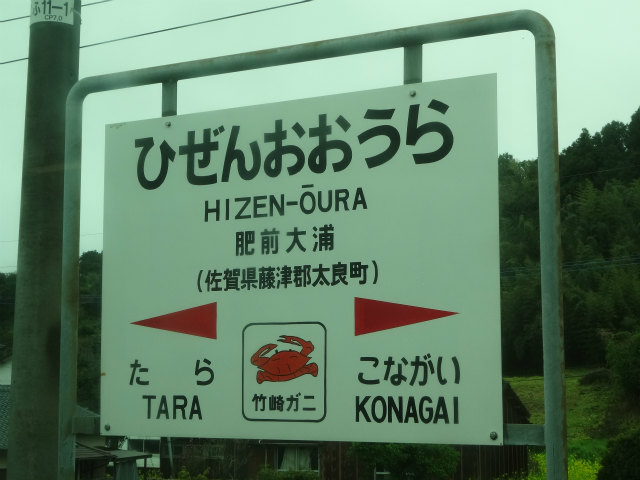 ふ11-1
CP7.0
ひぜんおおうら
HIZEN-ŌURA
肥前大浦
(佐賀県藤津郡太良町)
たら
TARA
竹崎ガニ
こながい
KONAGAI